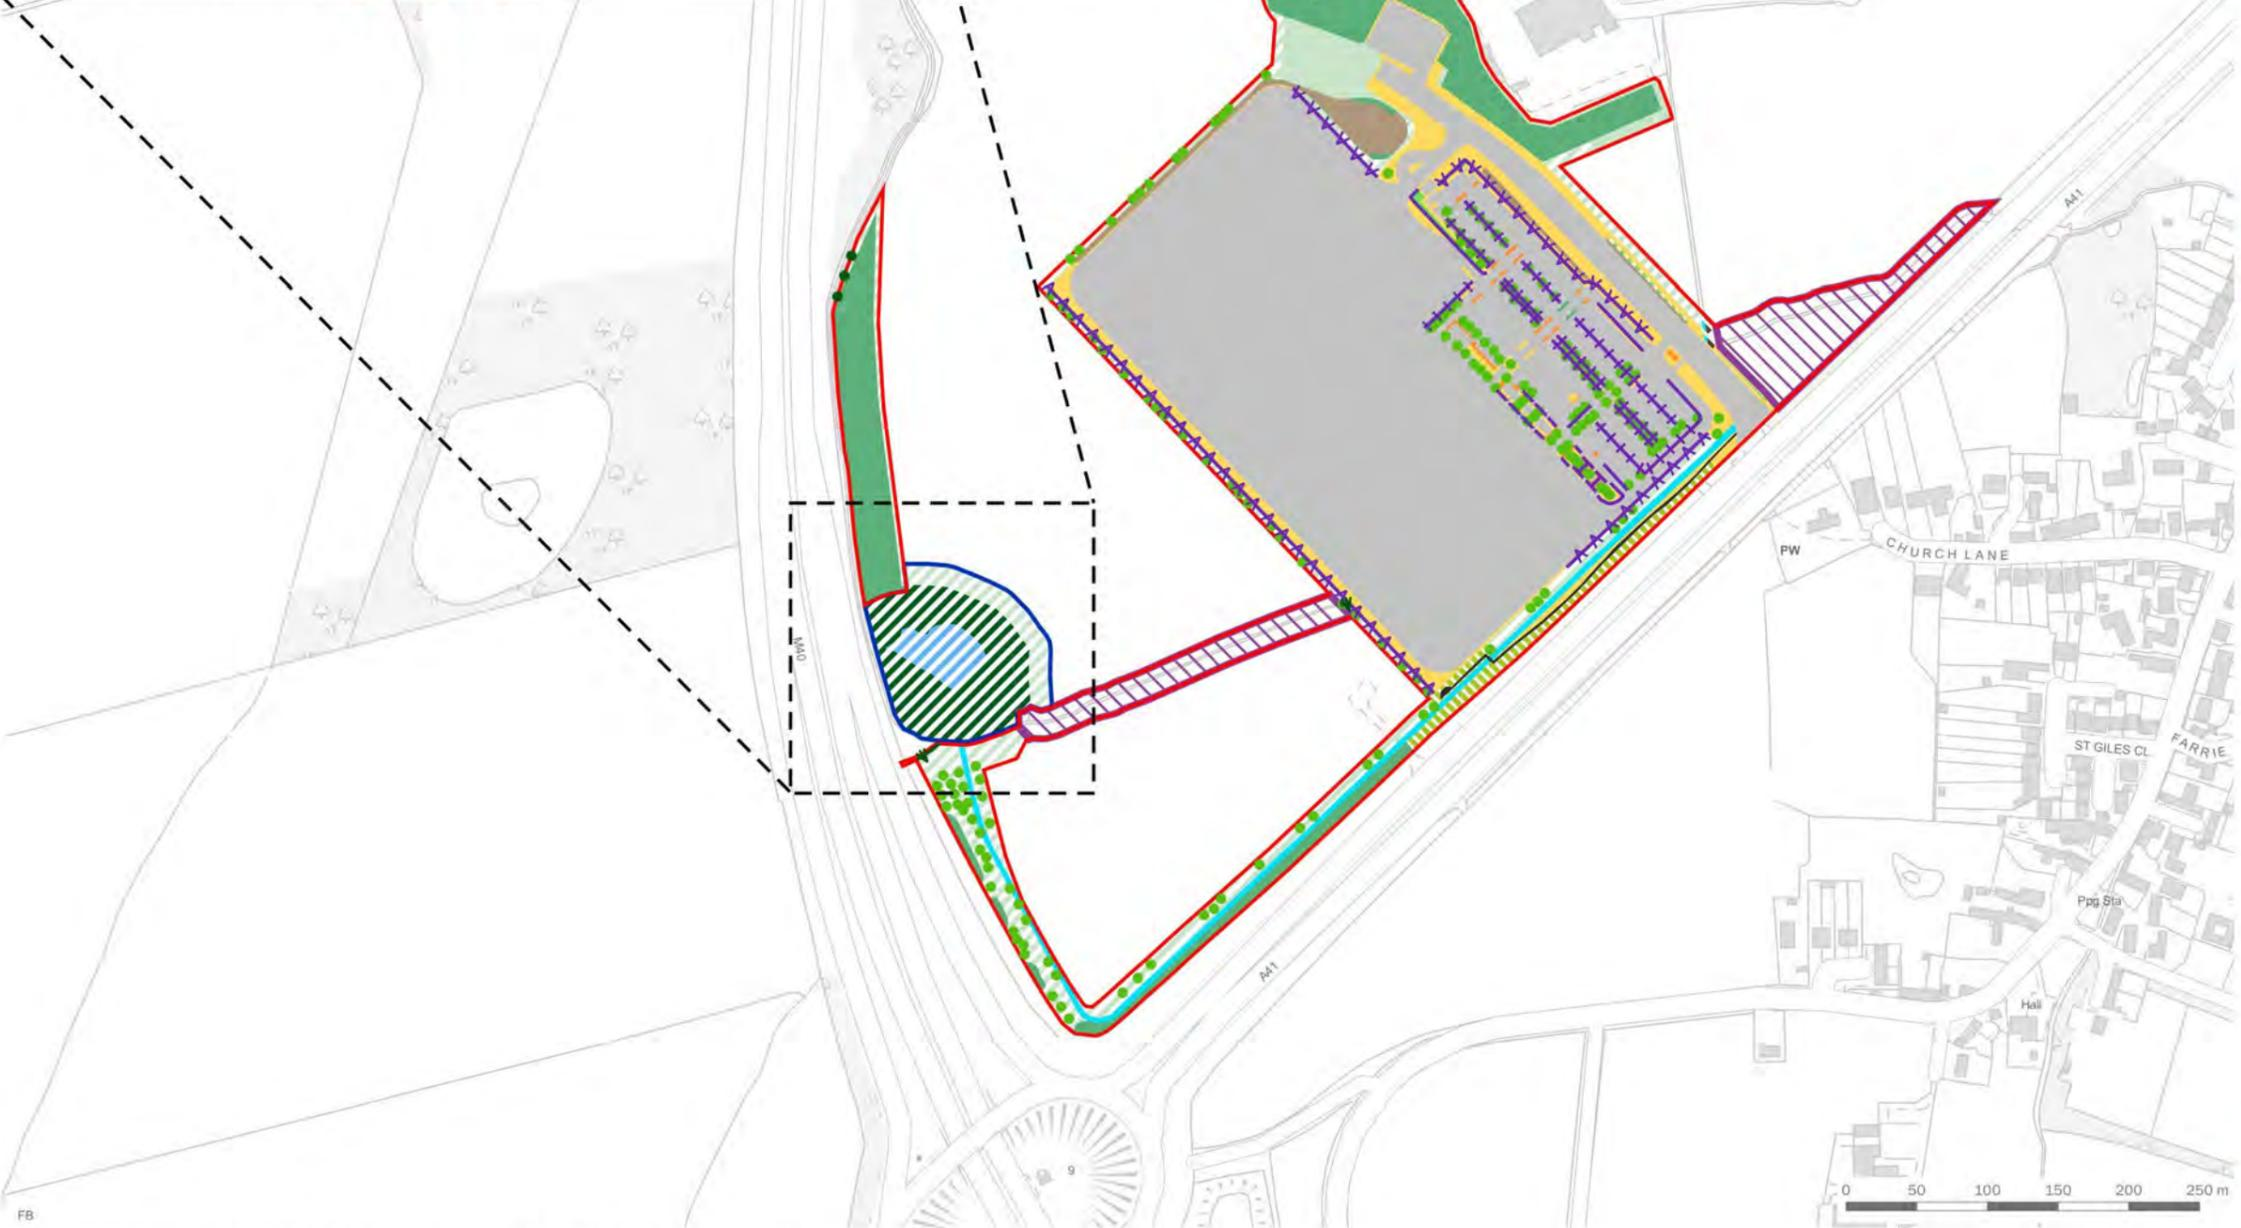 A41
PW
CHURCH LANE
M40
ST GILES CL
FARRIE
Ppg Sta
A41
Hall
9
0 50 100 150 200 250 m
FB